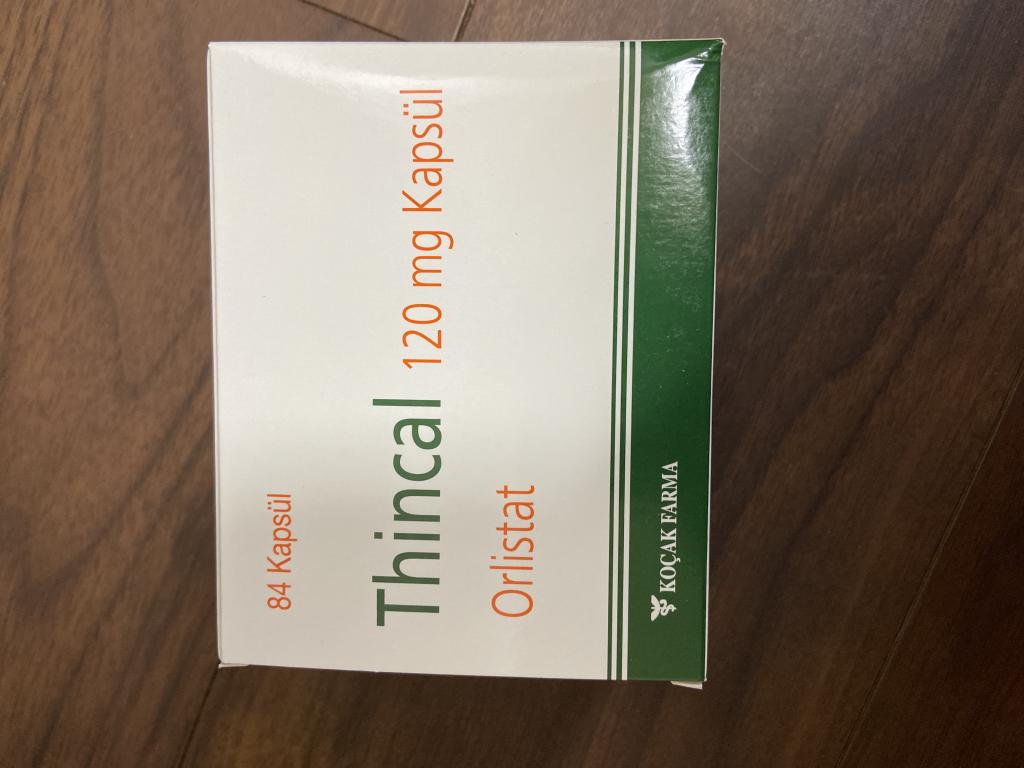 84 Kapsül
Thincal 120 mg Kapsül
Orlistat
KOÇAK FARMA